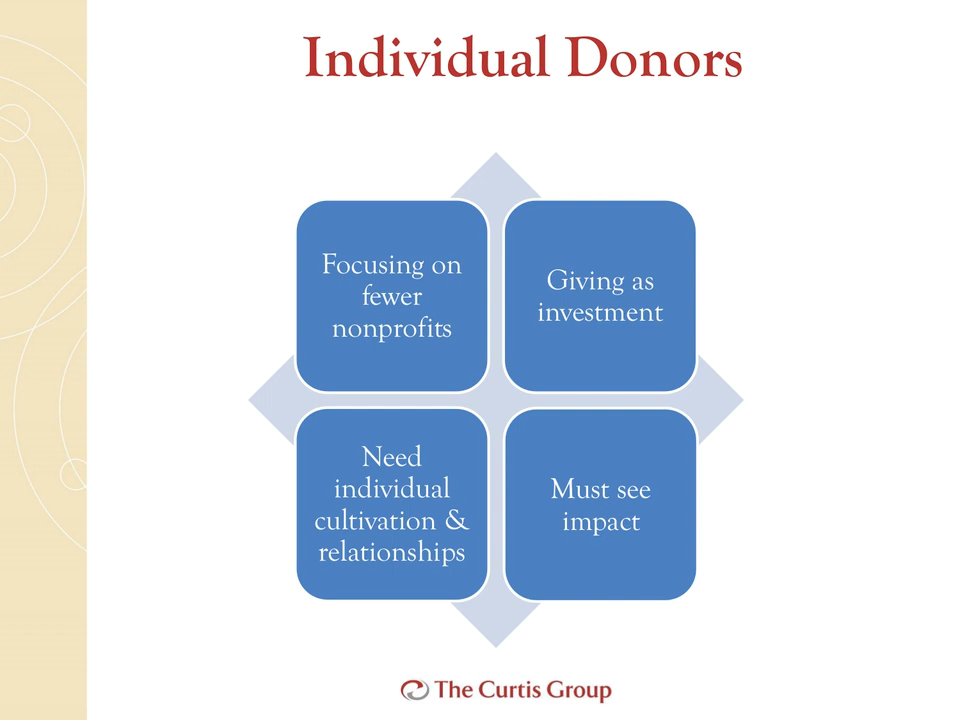 Individual Donors
Focusing on
fewer
nonprofits
Giving as
investment
Need
individual
cultivation &
relationships
Must see
impact
The Curtis Group